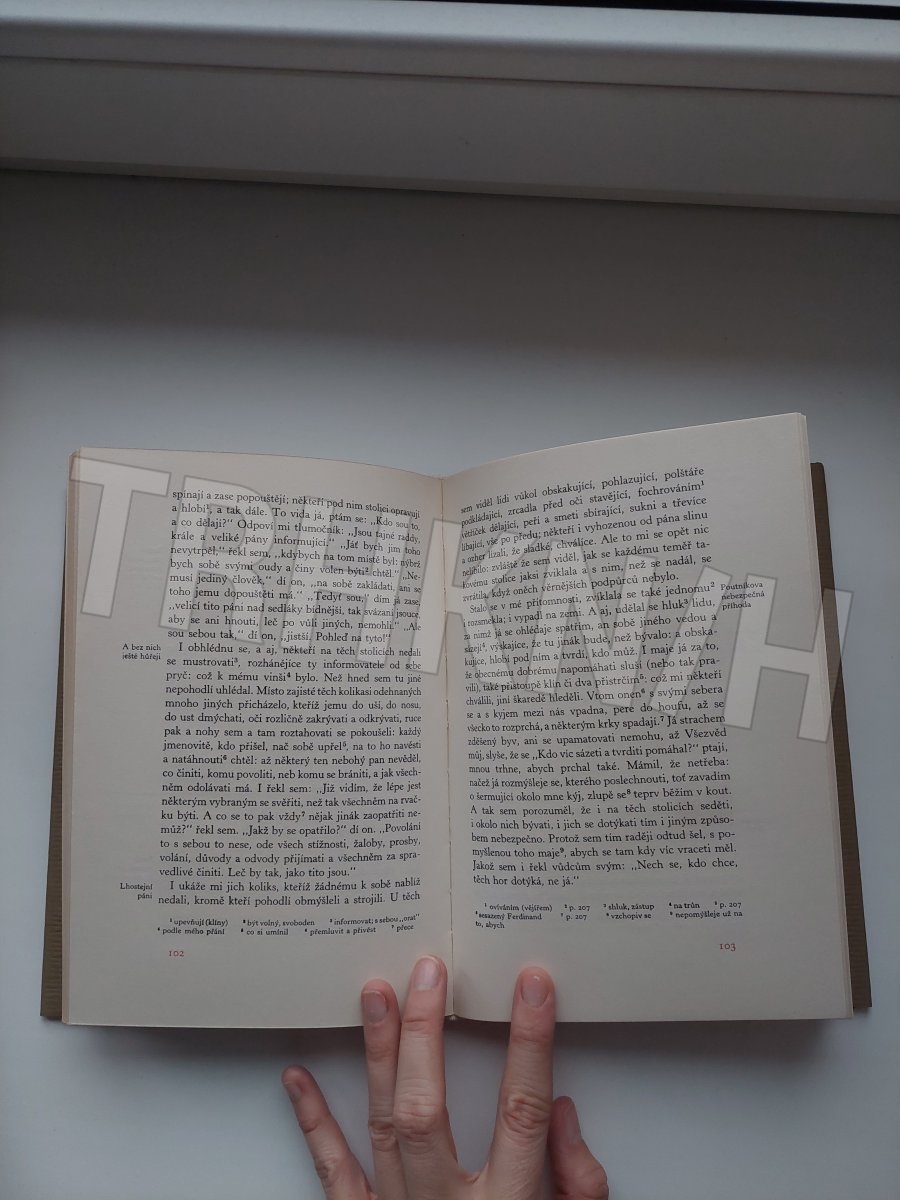 spínají a zase popouštějí; někteří pod ním stolici opravují
a hlobí¹, a tak dále. To vida já, ptám se: ,,Kdo sou to,
a co dělají?“ Odpoví mi tlumočník: ,,Jsou tajné raddy,
krále a veliké pány informující.“ ,,Jáť bych jim toho
nevytrpěl,“ řekl sem, ,,kdybych na tom místě byl: nýbrž
bych sobě svými oudy a činy volen býti² chtěl.“ ,,Ne-
musí jediný člověk,“ dí on, ,,na sobě zakládati, ani se
toho jemu dopouštěti má.“ ,,Tedyť sou,“ dím já zase,
,,velicí tito páni nad sedláky bídnější, tak svázaní jsouce,
aby se ani hnouti, leč po vůli jiných, nemohli.“ ,,Ale
sou sebou tak,“ dí on, ,,jistší. Pohleď na tyto!“
A bez nich
ještě hůřeji
I obhlédnu se, a aj, někteří na těch stolicích nedali
se mustrovati³, rozhánějíce ty informovatele od sebe
pryč: což k mému vinši⁴ bylo. Než hned sem tu jiné
nepohodlí uhlédal. Místo zajisté těch kolikasi odehnaných
mnoho jiných přicházelo, kteříž jemu do uší, do nosu,
do ust dmýchati, oči rozličně zakrývati a odkrývati, ruce
pak a nohy sem a tam roztahovati se pokoušeli: každý
jmenovitě, kdo přišel, nač sobě upřel⁵, na to ho navésti
a natáhnouti⁶ chtěl: až některý ten nebohý pan nevěděl,
co činiti, komu povoliti, neb komu se brániti, a jak všech-
něm odolávati má. I řekl sem: ,,Již vidím, že lépe jest
některým vybraným se svěřiti, než tak všechněm na rvač-
ku býti. A co se to pak vždy⁷ nějak jinák zaopatřiti ne-
může?“ řekl sem. ,,Jakž by se opatřilo?“ dí on. ,,Povolání
to s sebou to nese, ode všech stížnosti, žaloby, prosby,
volání, důvody a odvody přijímati a všechněm za spra-
vedlivé činiti. Leč by tak, jako tito jsou.“
Lhostejní
páni
I ukáže mi jich koliks, kteříž žádnému k sobě nablíž
nedali, kromě kteří pohodlí obmýšleli a strojili. U těch
¹ upevňují (klíny) ² být volný, svoboden ³ informovat; s sebou ,,orat“
⁴ podle mého přání ⁵ co si umínil ⁶ přemluvit a přivést ⁷ přece
102
sem viděl lidi vůkol obskakující, pohlazující, polštáře
podkládající, zrcadla před oči stavějící, fochrováním¹
větříček dělající, peří a smetí sbírající, sukni a třevíce
líbající, vše po předu; někteří i vyhozenou od pána slinu
a ozher lízali, že sladké, chválíce. Ale to mi se opět nic
nelíbilo: zvláště že sem viděl, jak se každému teměř ta-
kovému stolice jaksi zviklala a s ním, než se nadál, se
zvrátila, když oněch věrnějších podpůrců nebylo.
Poutníkova
nebezpečná
příhoda
Stalo se v mé přítomnosti, zviklala se také jednomu²
i rozsmekla; i vypadl na zemi. A aj, udělal se hluk³ lidu,
za nímž já se ohlédaje spatřím, an sobě jiného vedou a
sázejí⁴, výskajíce, že tu jinák bude, než bývalo: a obska-
kujíce, hlobí pod ním a tvrdí, kdo můž. I maje já za to,
že obecnému dobrému napomáhati sluší (nebo tak pra-
vili), také přistoupě klín či dva přistrčím⁵: což mi někteří
chválili, jiní škaredě hleděli. Vtom onen⁶ s svými sebera
se a s kyjem mezi nás vpadna, pere do houfu, až se
všecko to rozprchá, a některým krky spadají.⁷ Já strachem
zděšený byv, ani se upamatovati nemohu, až Všezvěd
můj, slyše, že se ,,Kdo víc sázeti a tvrditi pomáhal?“ ptají,
mnou trhne, abych prchal také. Mámil, že netřeba:
načež já rozmýšleje se, kterého poslechnouti, toť zavadím
o šermující okolo mne kýj, zlupě se⁸ teprv běžím v kout.
A tak sem porozuměl, že i na těch stolicích seděti,
i okolo nich bývati, i jich se dotýkati tím i jiným způso-
bem nebezpečno. Protož sem tím raději odtud šel, s po-
myšlenou toho maje⁹, abych se tam kdy víc vraceti měl.
Jakož sem i řekl vůdcům svým: ,,Nech se, kdo chce,
těch hor dotýká, ne já.“
¹ ovíváním (vějířem) ² p. 207 ³ shluk, zástup ⁴ na trůn ⁵ p. 207
⁶ sesazený Ferdinand ⁷ p. 207 ⁸ vzchopiv se ⁹ nepomýšleje už na
to, abych
103